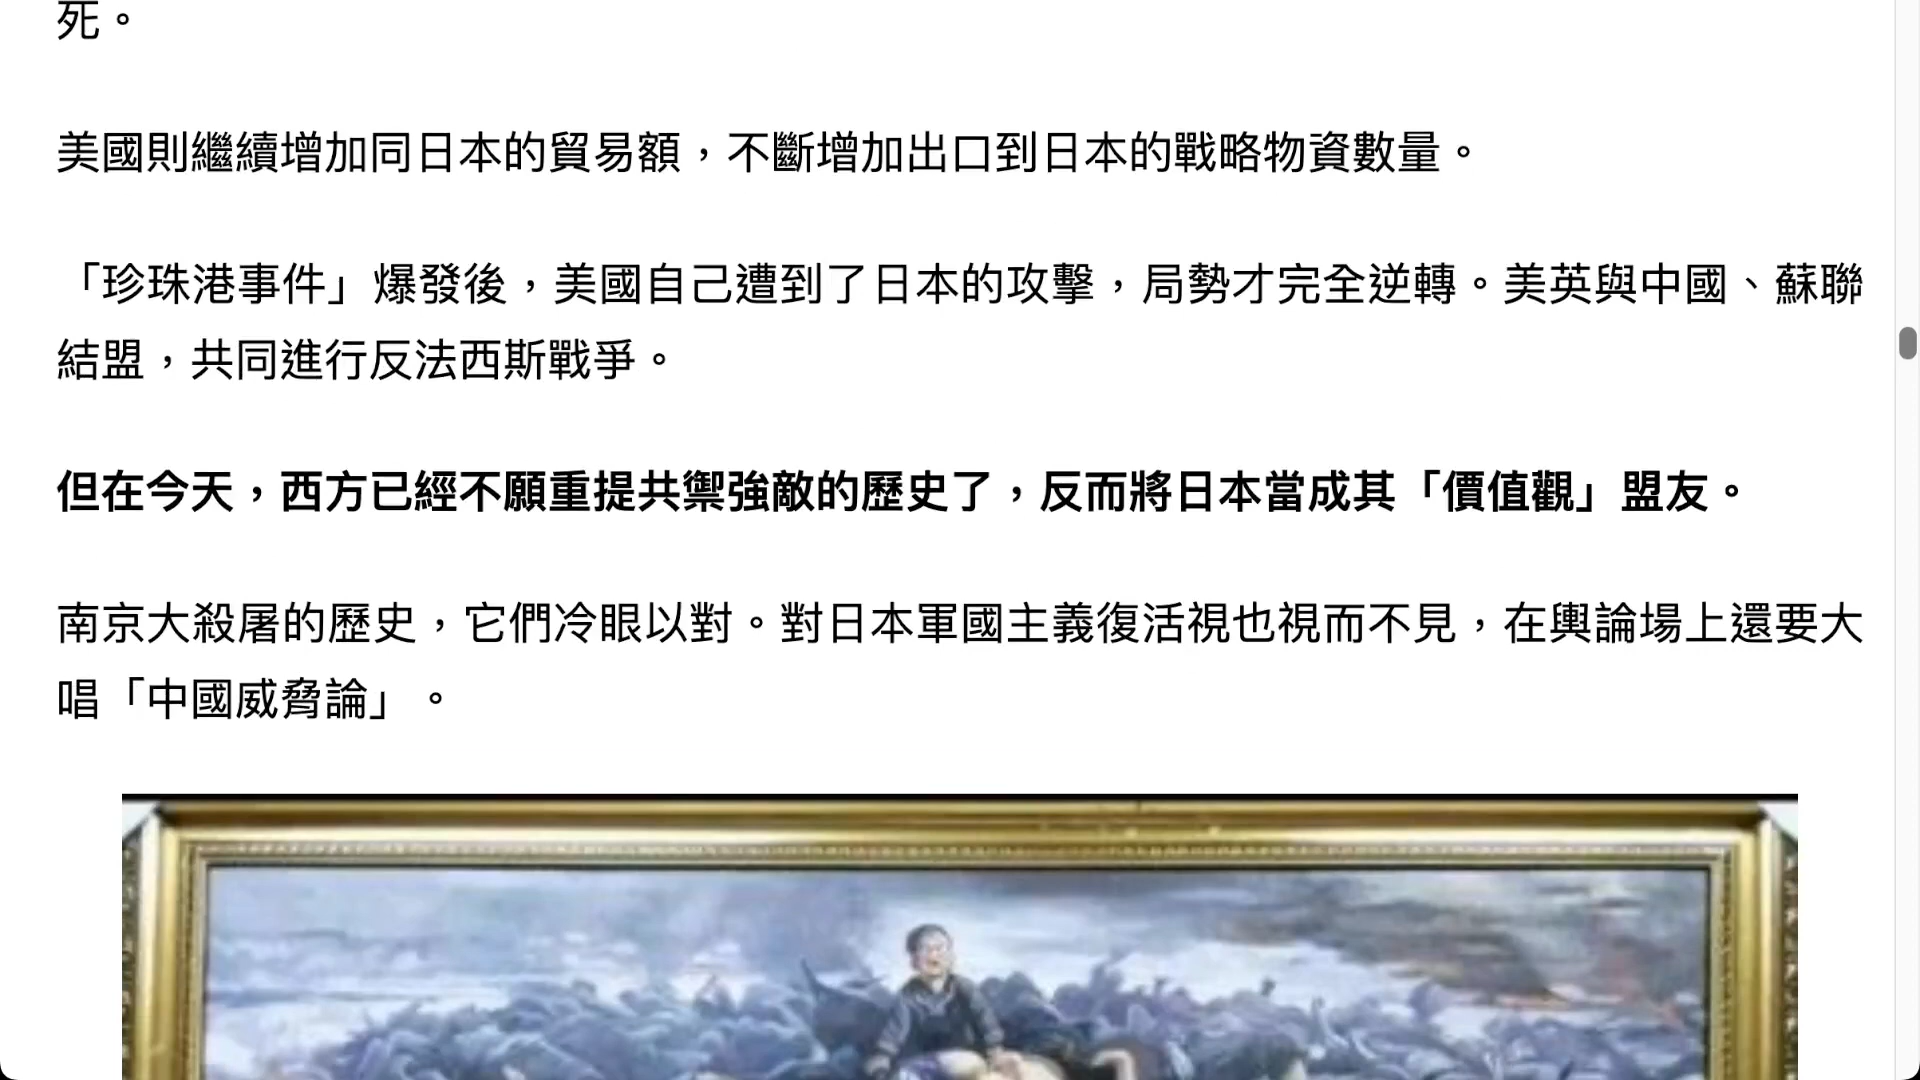 死。
美國則繼續增加同日本的貿易額，不斷增加出口到日本的戰略物資數量。
「珍珠港事件」爆發後，美國自己遭到了日本的攻擊，局勢才完全逆轉。美英與中國、蘇聯
結盟，共同進行反法西斯戰爭。
但在今天，西方已經不願重提共禦強敵的歷史了，反而將日本當成其「價值觀」盟友。
南京大殺屠的歷史，它們冷眼以對。對日本軍國主義復活視也視而不見，在輿論場上還要大
唱「中國威脅論」。